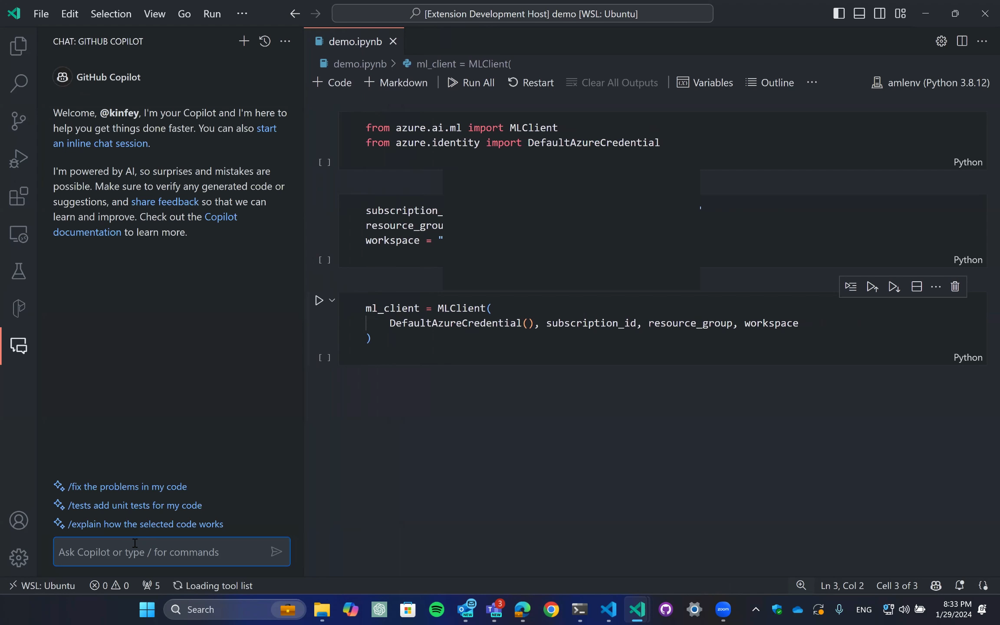 File Edit Selection View Go Run ···
[Extension Development Host] demo [WSL: Ubuntu]
CHAT: GITHUB COPILOT
GitHub Copilot
Welcome, @kinfey, I'm your Copilot and I'm here to
help you get things done faster. You can also start
an inline chat session.
I'm powered by AI, so surprises and mistakes are
possible. Make sure to verify any generated code or
suggestions, and share feedback so that we can
learn and improve. Check out the Copilot
documentation to learn more.
/fix the problems in my code
/tests add unit tests for my code
/explain how the selected code works
Ask Copilot or type / for commands
demo.ipynb
demo.ipynb > ml_client = MLClient(
+ Code + Markdown Run All Restart Clear All Outputs Variables Outline ··· amlenv (Python 3.8.12)
from azure.ai.ml import MLClient
from azure.identity import DefaultAzureCredential
[ ] Python
subscription_ '
resource_grou
workspace = "
[ ] Python
ml_client = MLClient(
DefaultAzureCredential(), subscription_id, resource_group, workspace
)
[ ] Python
WSL: Ubuntu 0 0 5 Loading tool list Ln 3, Col 2 Cell 3 of 3
Search NEW 3 NEW zoom ENG 8:33 PM
1/29/2024